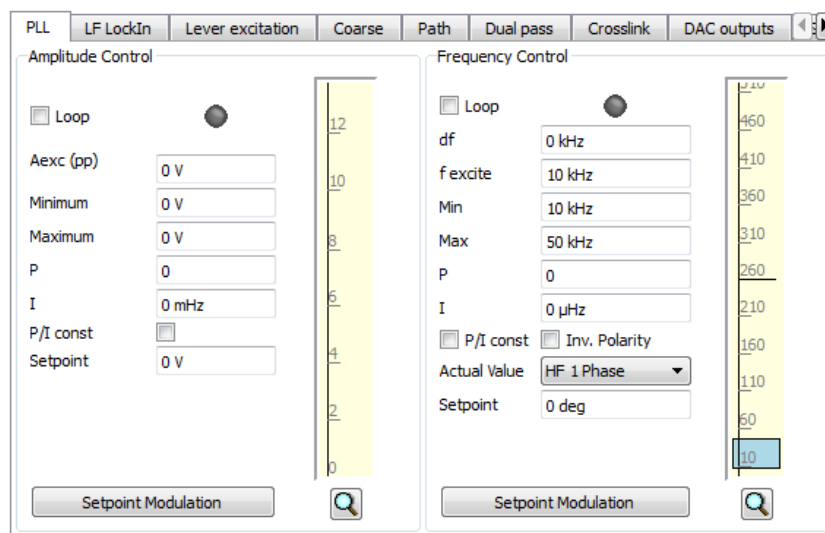 PLL LF LockIn Lever excitation Coarse Path Dual pass Crosslink DAC outputs
Amplitude Control
Loop
Aexc (pp) 0 V
Minimum 0 V
Maximum 0 V
P 0
I 0 mHz
P/I const
Setpoint 0 V
12
10
8
6
4
2
0
Setpoint Modulation
Frequency Control
Loop
df 0 kHz
f excite 10 kHz
Min 10 kHz
Max 50 kHz
P 0
I 0 µHz
P/I const Inv. Polarity
Actual Value HF 1 Phase
Setpoint 0 deg
510
460
410
360
310
260
210
160
110
60
10
Setpoint Modulation